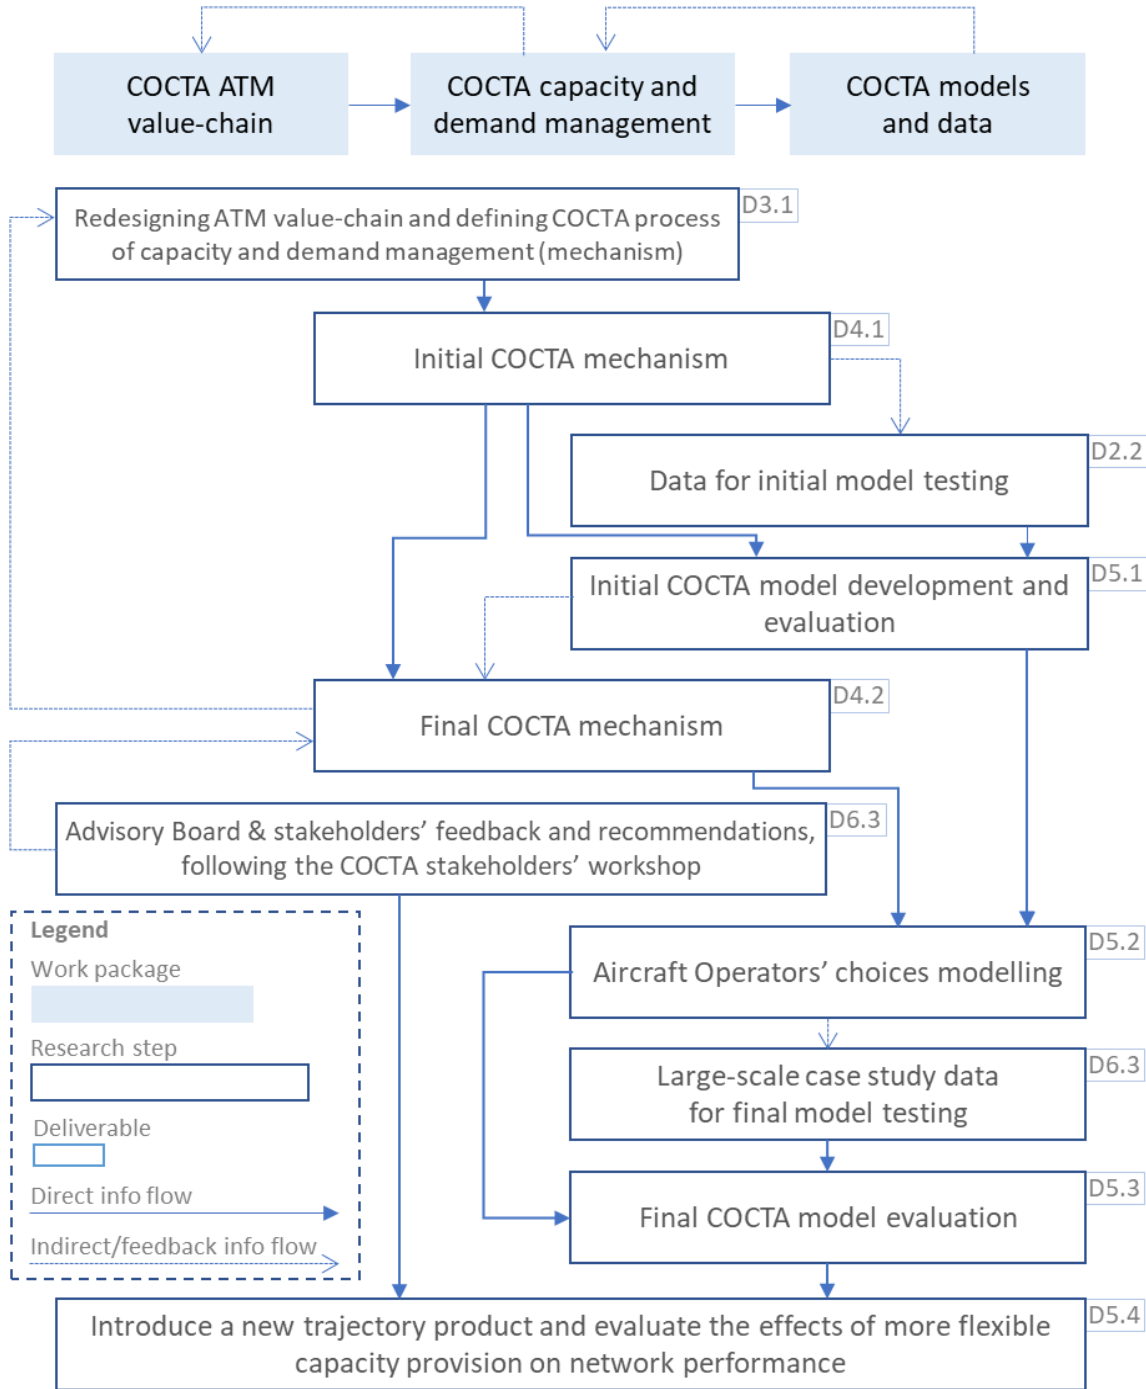 COCTA ATM
value-chain
COCTA capacity and
demand management
COCTA models
and data
Redesigning ATM value-chain and defining COCTA process
of capacity and demand management (mechanism)
D3.1
Initial COCTA mechanism
D4.1
Data for initial model testing
D2.2
Initial COCTA model development and
evaluation
D5.1
Final COCTA mechanism
D4.2
Advisory Board & stakeholders’ feedback and recommendations,
following the COCTA stakeholders’ workshop
D6.3
Legend
Work package
Research step
Deliverable
Direct info flow
Indirect/feedback info flow
Aircraft Operators’ choices modelling
D5.2
Large-scale case study data
for final model testing
D6.3
Final COCTA model evaluation
D5.3
Introduce a new trajectory product and evaluate the effects of more flexible
capacity provision on network performance
D5.4